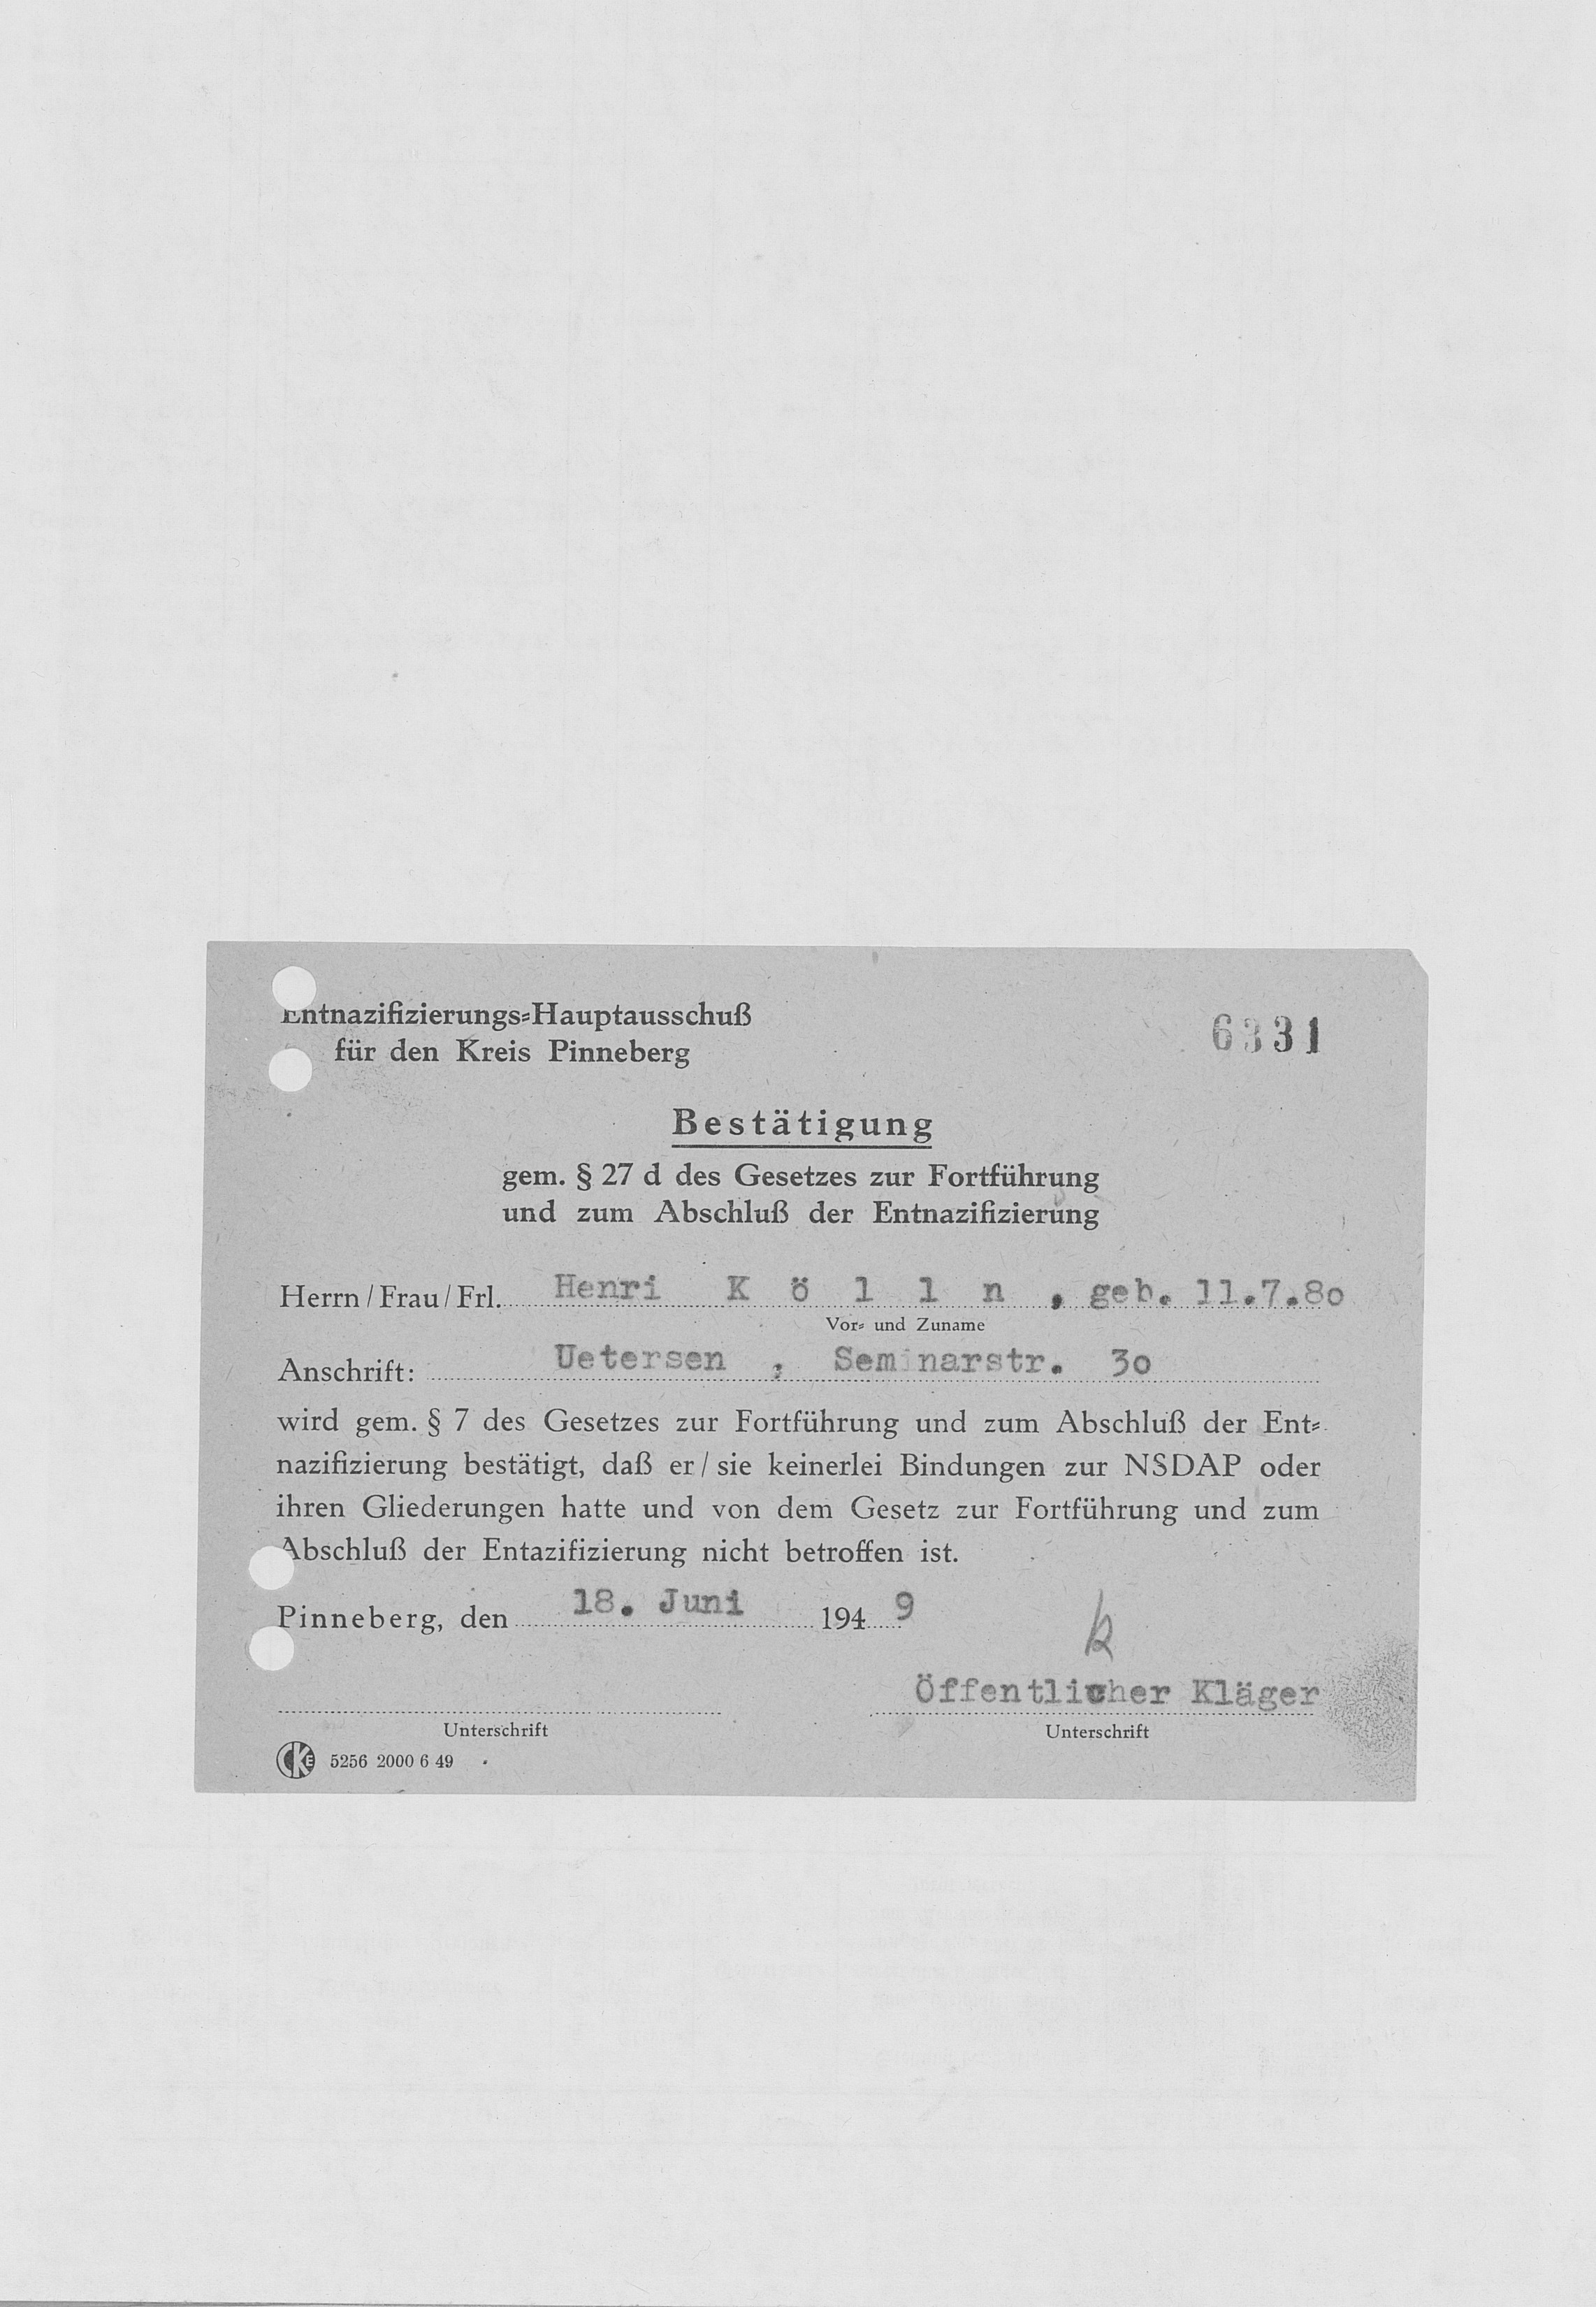 Entnazifizierungs=Hauptausschuß
für den Kreis Pinneberg
6331
Bestätigung
gem. § 27 d des Gesetzes zur Fortführung
und zum Abschluß der Entnazifizierung
Herrn / Frau / Frl. Henri K ö l l n , geb. 11.7.80
Vor= und Zuname
Anschrift: Uetersen , Seminarstr. 30
wird gem. § 7 des Gesetzes zur Fortführung und zum Abschluß der Ent=
nazifizierung bestätigt, daß er / sie keinerlei Bindungen zur NSDAP oder
ihren Gliederungen hatte und von dem Gesetz zur Fortführung und zum
Abschluß der Entazifizierung nicht betroffen ist.
Pinneberg, den 18. Juni 1949
Öffentlicher Kläger
Unterschrift Unterschrift
CKE 5256 2000 6 49